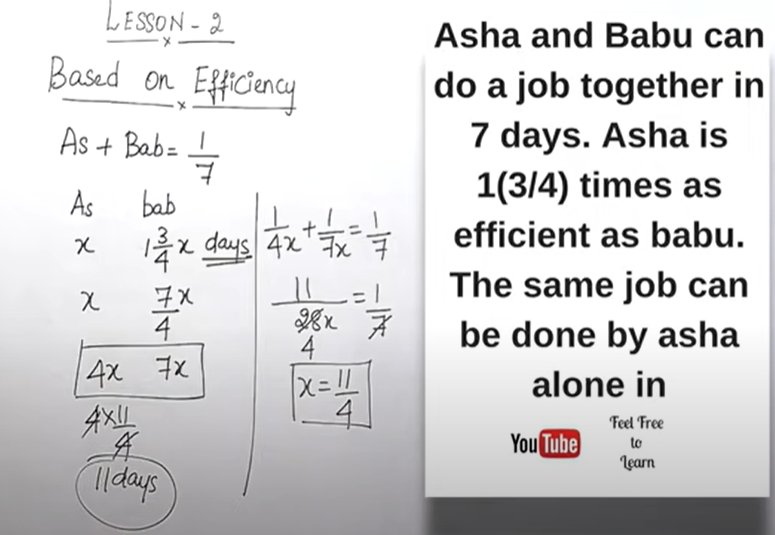 LESSON - 2
x
Based on Efficiency
x
As + Bab = 1/7
As bab
x 1 3/4 x days
x 7x/4
4x 7x
4 x 11/4
11 days
1/4x + 1/7x = 1/7
11/28x = 1/7
4
x = 11/4
Asha and Babu can
do a job together in
7 days. Asha is
1(3/4) times as
efficient as babu.
The same job can
be done by asha
alone in
YouTube
Feel Free
to
Learn